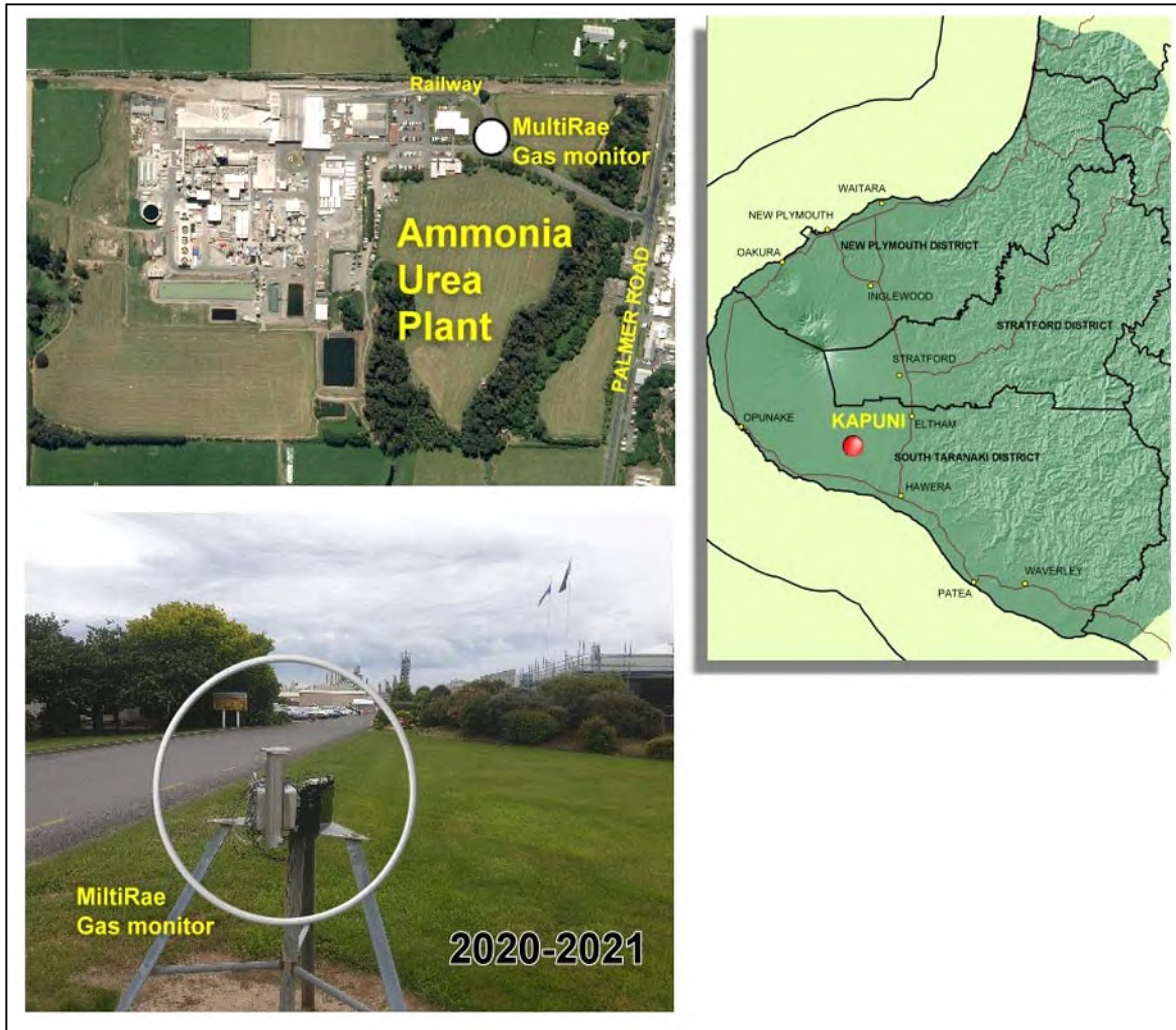 Railway
MultiRae
Gas monitor
Ammonia
Urea
Plant
PALMER ROAD
WAITARA
NEW PLYMOUTH
NEW PLYMOUTH DISTRICT
OAKURA
INGLEWOOD
STRATFORD DISTRICT
STRATFORD
KAPUNI
OPUNAKE
ELTHAM
SOUTH TARANAKI DISTRICT
HAWERA
WAVERLEY
PATEA
MiltiRae
Gas monitor
2020-2021